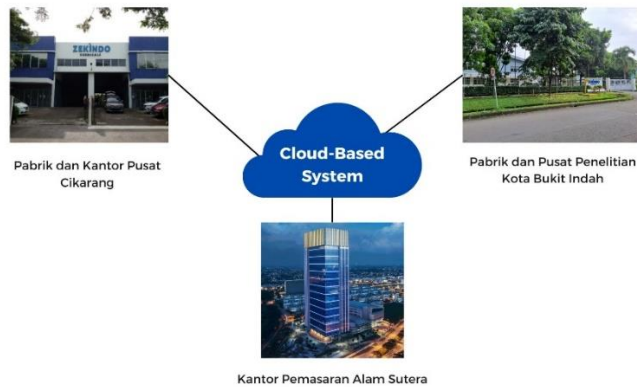 ZEKINDO
Cloud-Based
System
Pabrik dan Kantor Pusat
Cikarang
Pabrik dan Pusat Penelitian
Kota Bukit Indah
Kantor Pemasaran Alam Sutera